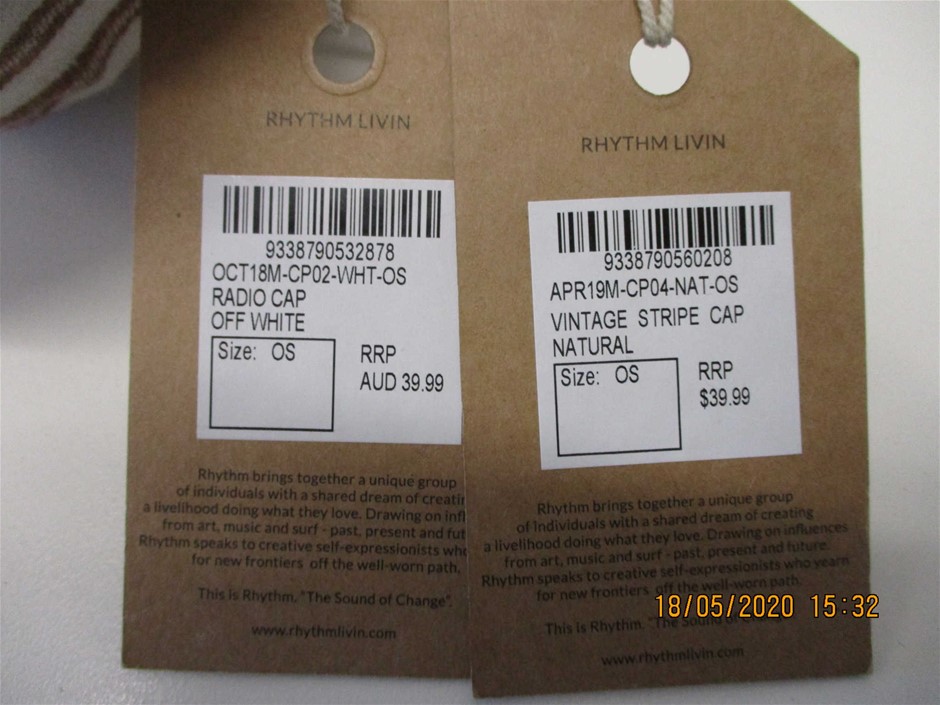 RHYTHM LIVIN
9338790532878
OCT18M-CP02-WHT-OS
RADIO CAP
OFF WHITE
Size: OS
RRP
AUD 39.99
Rhythm brings together a unique group
of individuals with a shared dream of
a livelihood doing what they love. Drawing on
from art, music and surf - past, present and
Rhythm speaks to creative self-expressionists
for new frontiers off the well-worn path.
This is Rhythm. "The Sound of Change".
www.rhythmlivin.com
RHYTHM LIVIN
9338790560208
APR19M-CP04-NAT-OS
VINTAGE STRIPE CAP
NATURAL
Size: OS
RRP
$39.99
Rhythm brings together a unique group
of individuals with a shared dream of creating
a livelihood doing what they love. Drawing on influences
from art, music and surf - past, present and future.
Rhythm speaks to creative self-expressionists who yearn
for new frontiers off the well-worn path.
This is Rhythm. "The Sound of Change".
www.rhythmlivin.com
18/05/2020 15:32